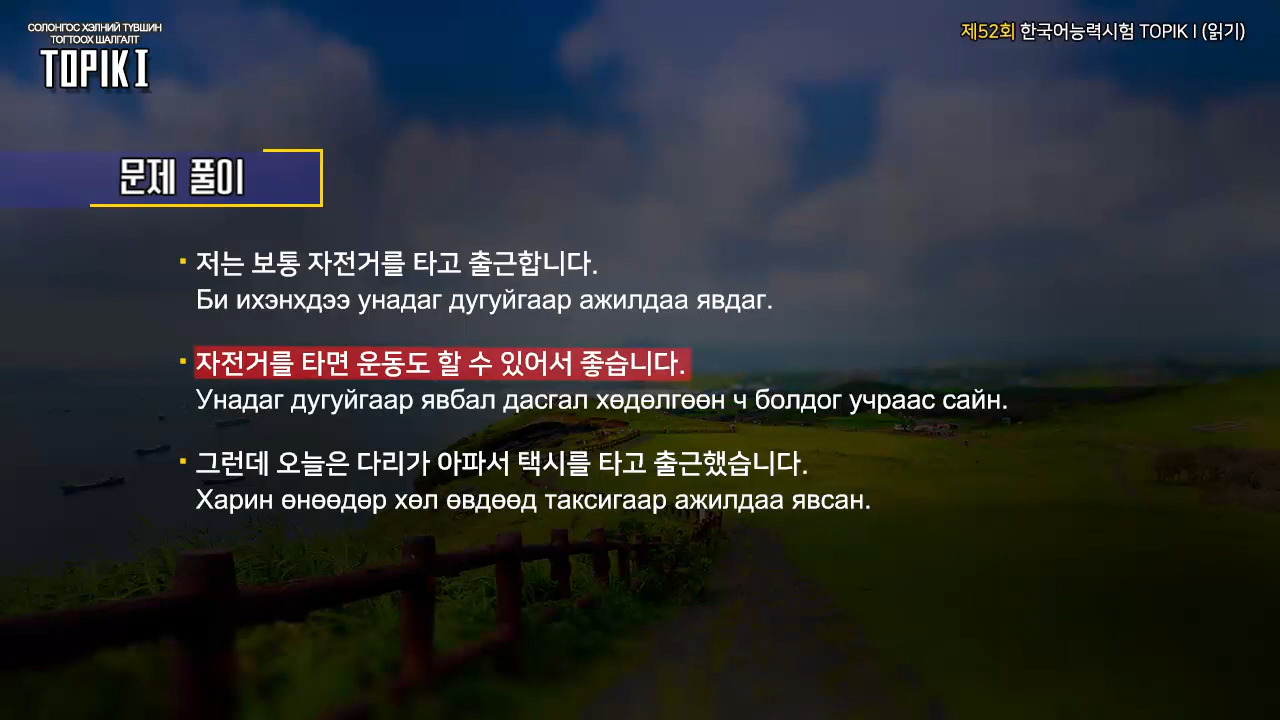 СОЛОНГОС ХЭЛНИЙ ТҮВШИН
ТОГТООХ ШАЛГАЛТ
TOPIK I
제52회 한국어능력시험 TOPIK I (읽기)
문제 풀이
저는 보통 자전거를 타고 출근합니다.
Би ихэнхдээ унадаг дугуйгаар ажилдаа явдаг.
자전거를 타면 운동도 할 수 있어서 좋습니다.
Унадаг дугуйгаар явбал дасгал хөдөлгөөн ч болдог учраас сайн.
그런데 오늘은 다리가 아파서 택시를 타고 출근했습니다.
Харин өнөөдөр хөл өвдөөд таксигаар ажилдаа явсан.